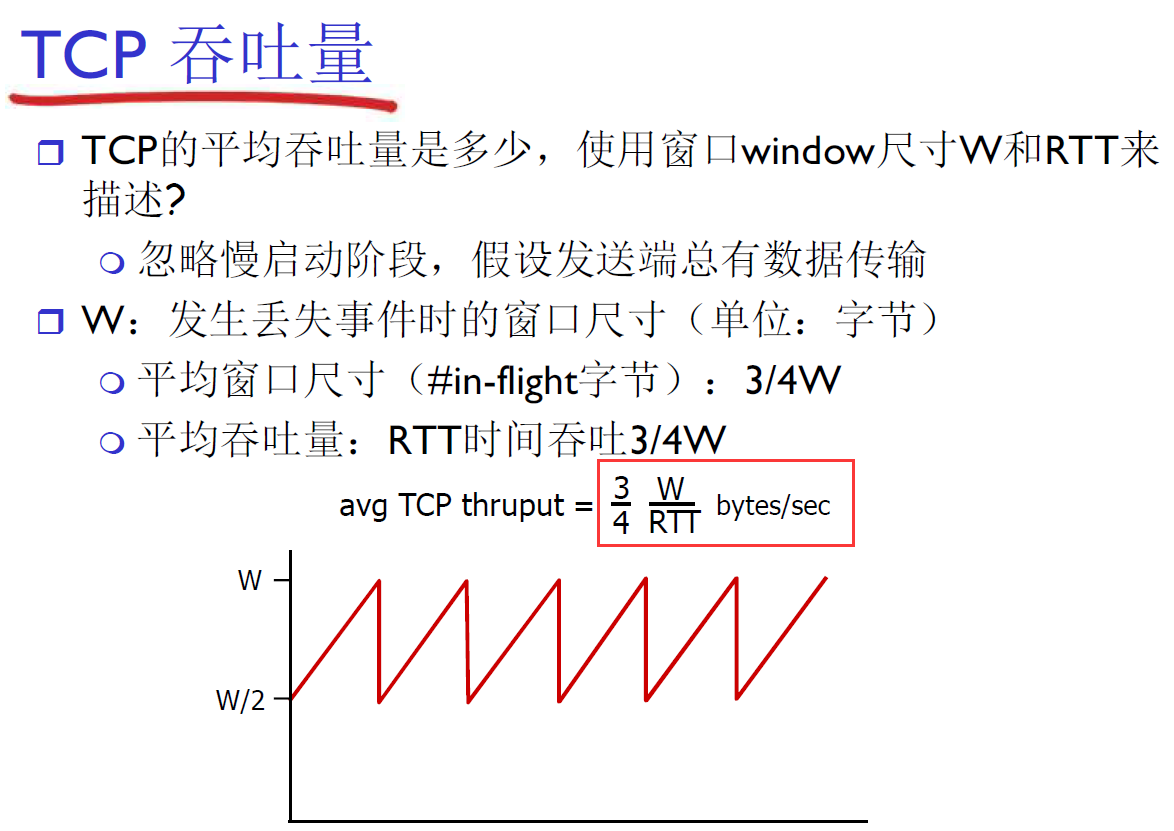 TCP 吞吐量
TCP的平均吞吐量是多少，使用窗口window尺寸W和RTT来
描述?
忽略慢启动阶段，假设发送端总有数据传输
W：发生丢失事件时的窗口尺寸（单位：字节）
平均窗口尺寸（#in-flight字节）：3/4W
平均吞吐量：RTT时间吞吐3/4W
avg TCP thruput = 3/4 W/RTT bytes/sec
W
W/2